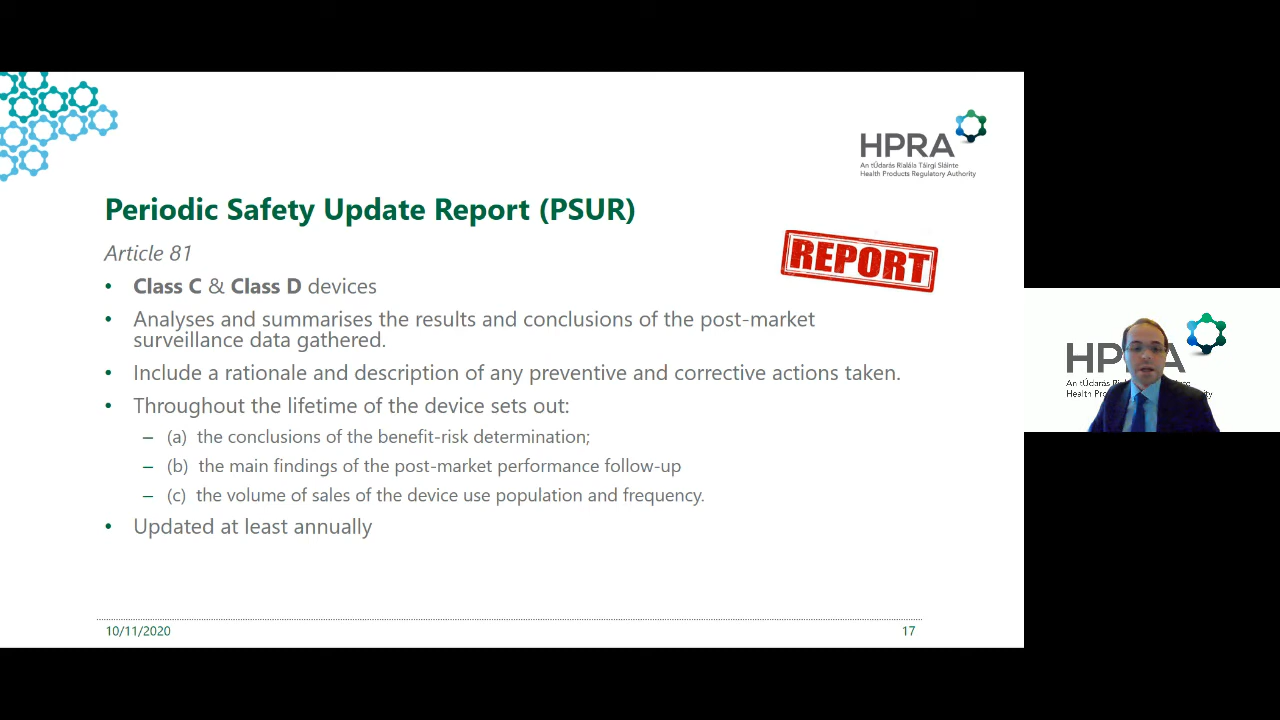 HPRA
An tÚdarás Rialála Táirgí Sláinte
Health Products Regulatory Authority
Periodic Safety Update Report (PSUR)
Article 81
REPORT
• Class C & Class D devices
• Analyses and summarises the results and conclusions of the post-market
surveillance data gathered.
• Include a rationale and description of any preventive and corrective actions taken.
• Throughout the lifetime of the device sets out:
– (a) the conclusions of the benefit-risk determination;
– (b) the main findings of the post-market performance follow-up
– (c) the volume of sales of the device use population and frequency.
• Updated at least annually
10/11/2020
17
HP A
An tÚdarás
Health